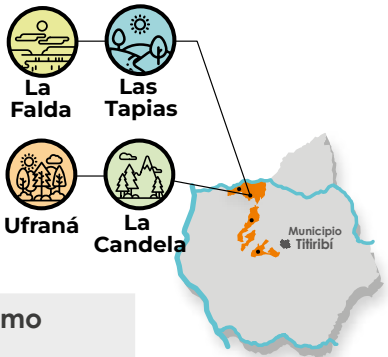 La
Falda
Las
Tapias
Ufraná
La
Candela
Municipio
Titiribí
mo